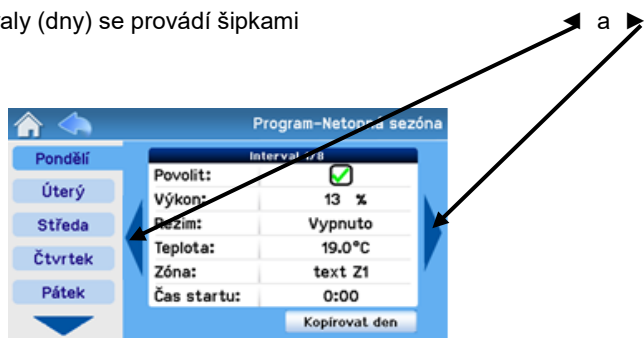 aly (dny) se provádí šipkami ◄ a ►
Program-Netopná sezóna
Pondělí
Úterý
Středa
Čtvrtek
Pátek
Interval 1/8
Povolit:
Výkon: 13 %
Režim: Vypnuto
Teplota: 19.0°C
Zóna: text Z1
Čas startu: 0:00
Kopírovat den